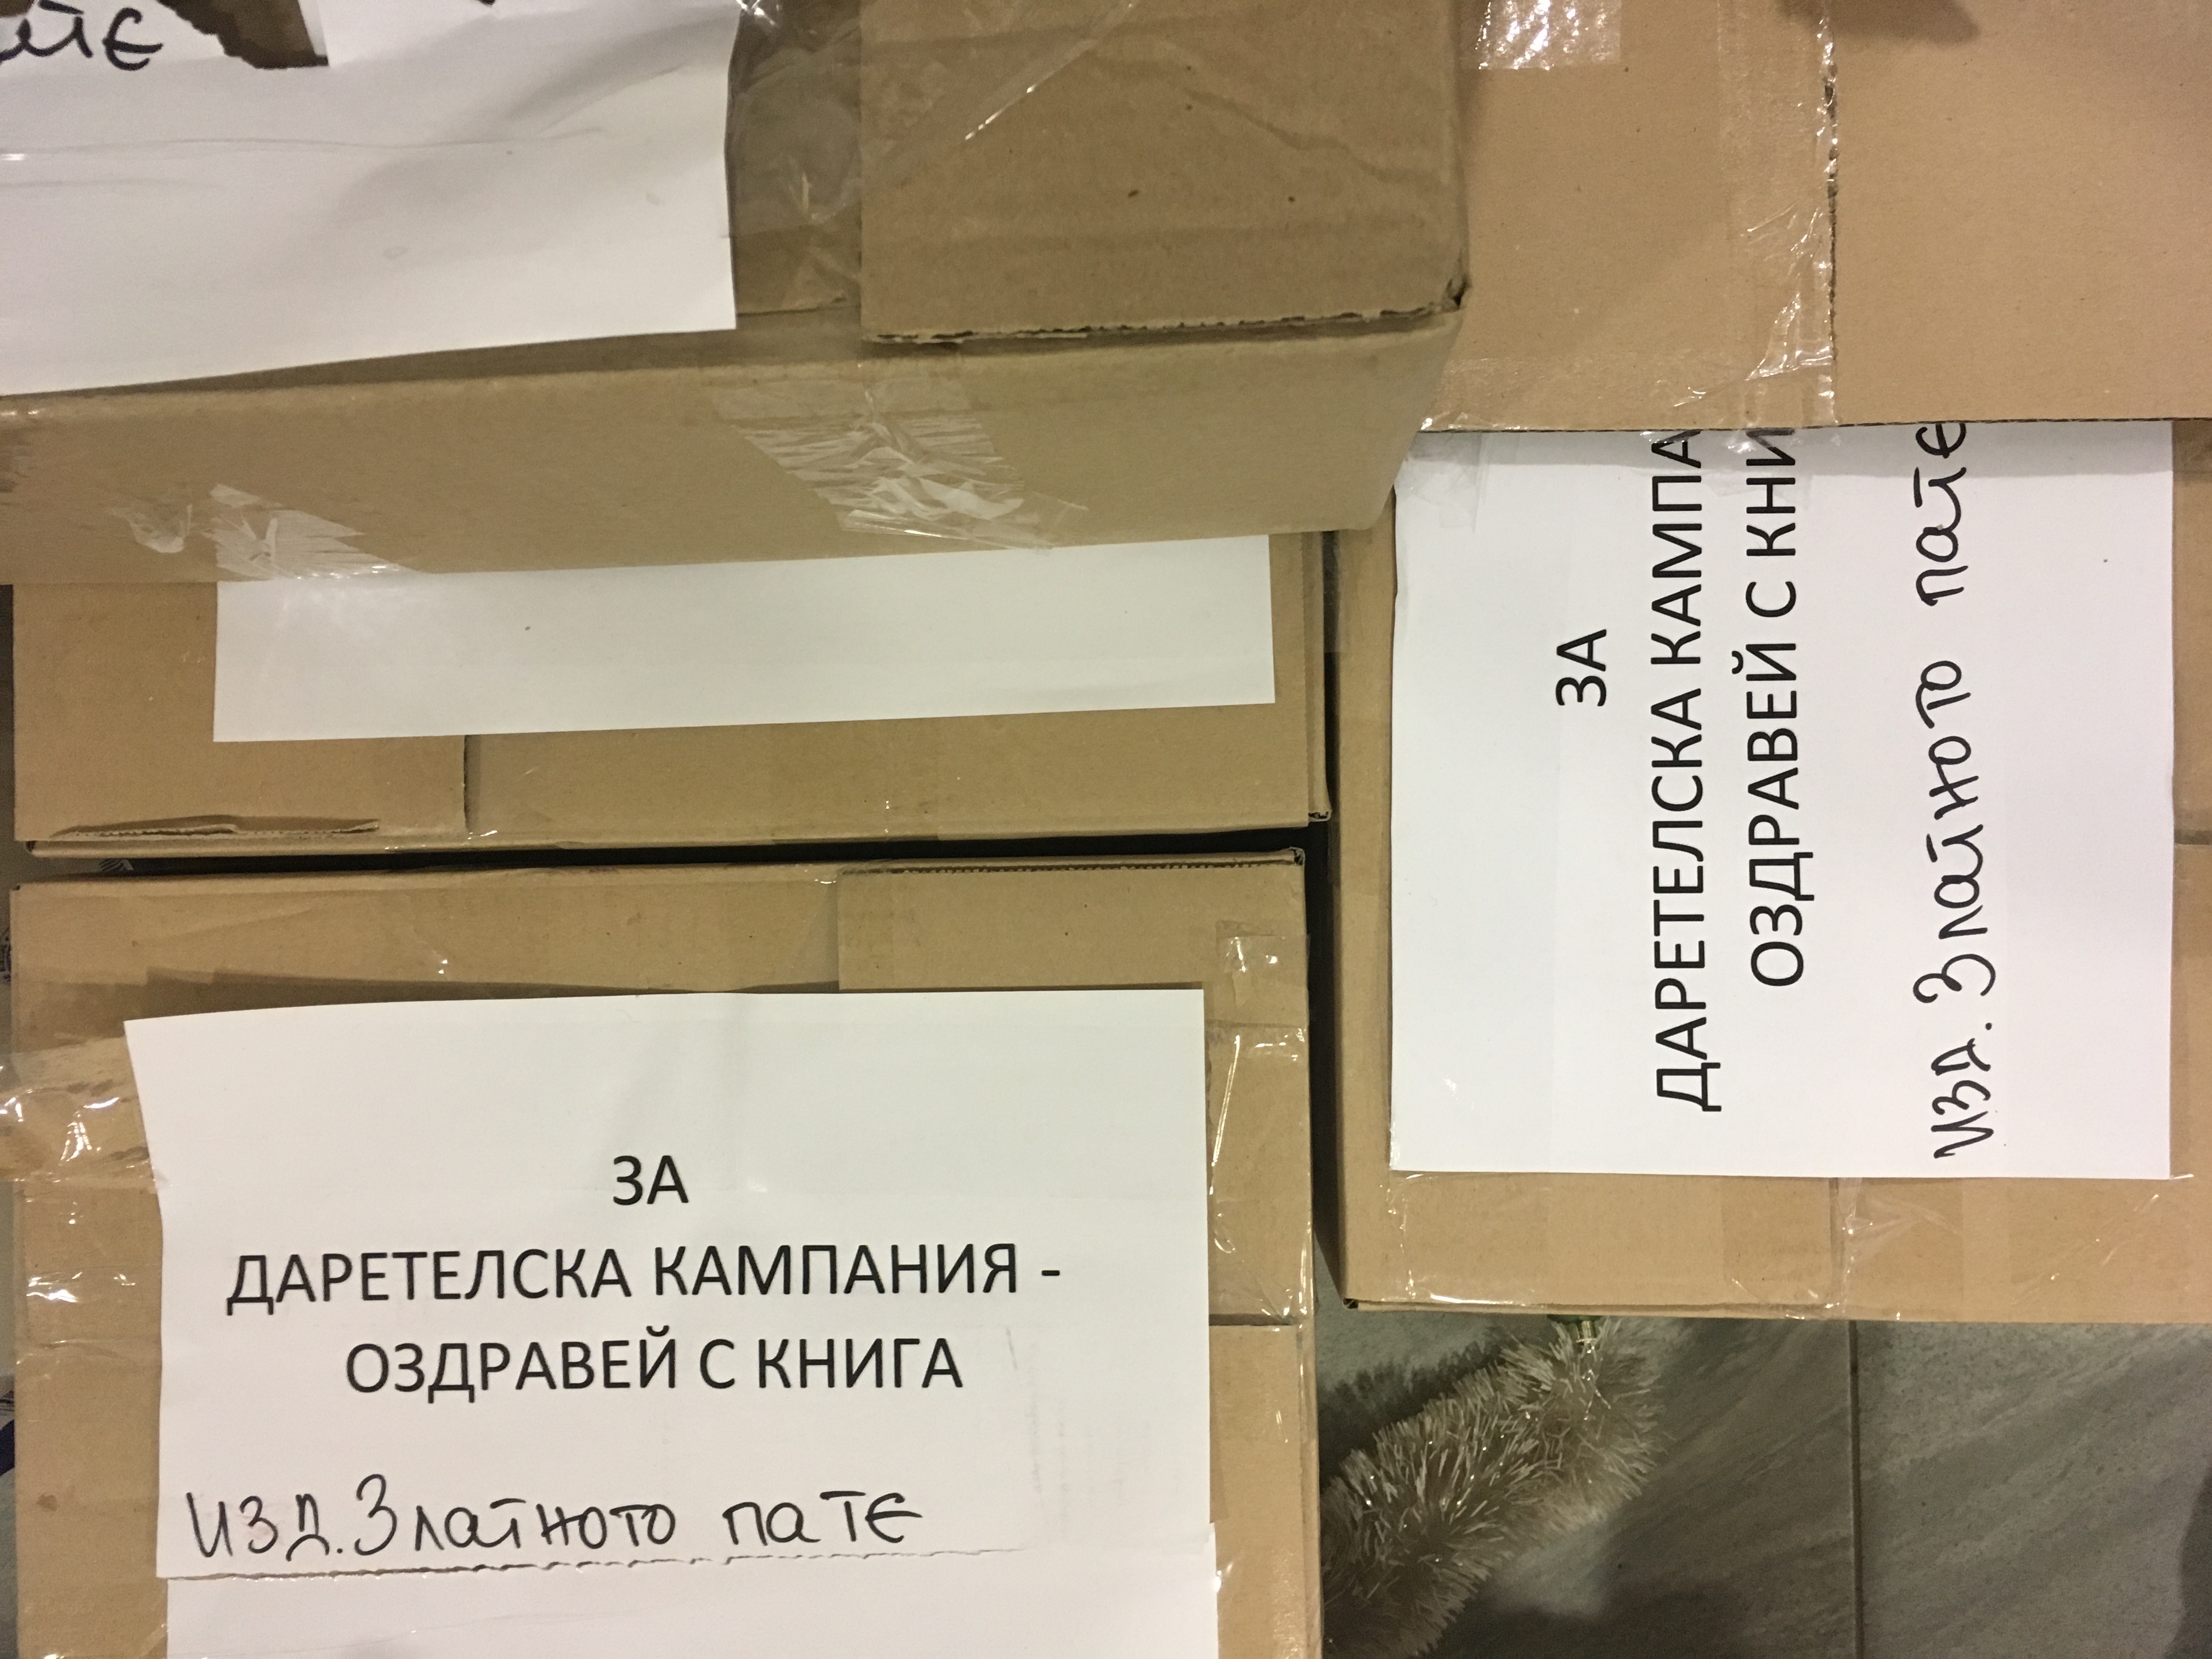 ЗА
ДАРЕТЕЛСКА КАМПАНИЯ -
ОЗДРАВЕЙ С КНИГА
изд. Златното пате
ЗА
ДАРЕТЕЛСКА КАМПА
ОЗДРАВЕЙ С КНИ
изд. Златното пате